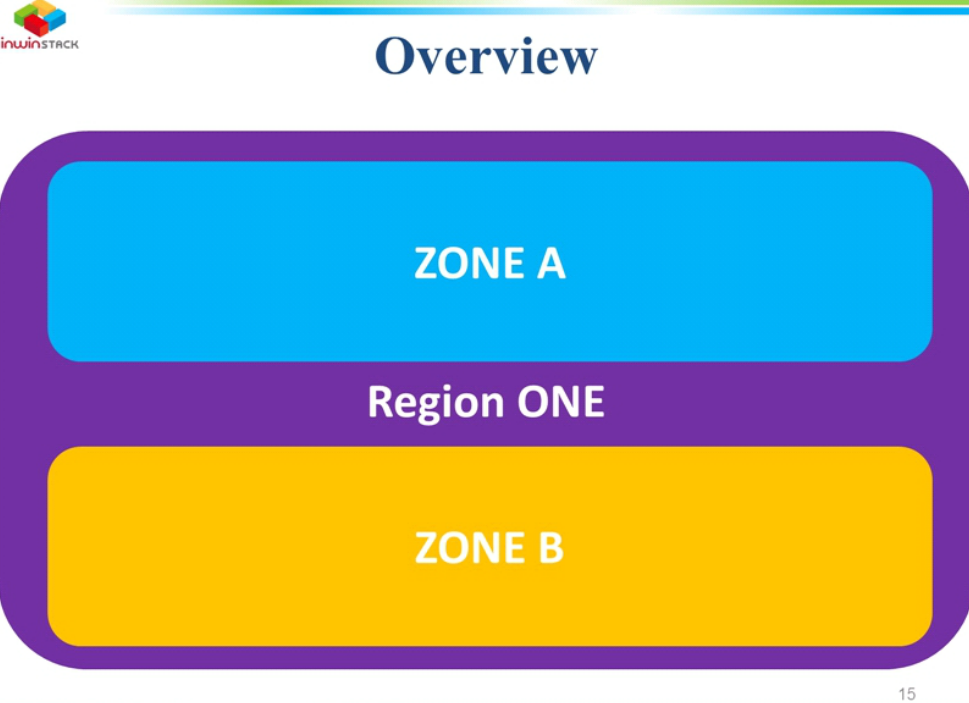 inwinSTACK
Overview
ZONE A
Region ONE
ZONE B
15